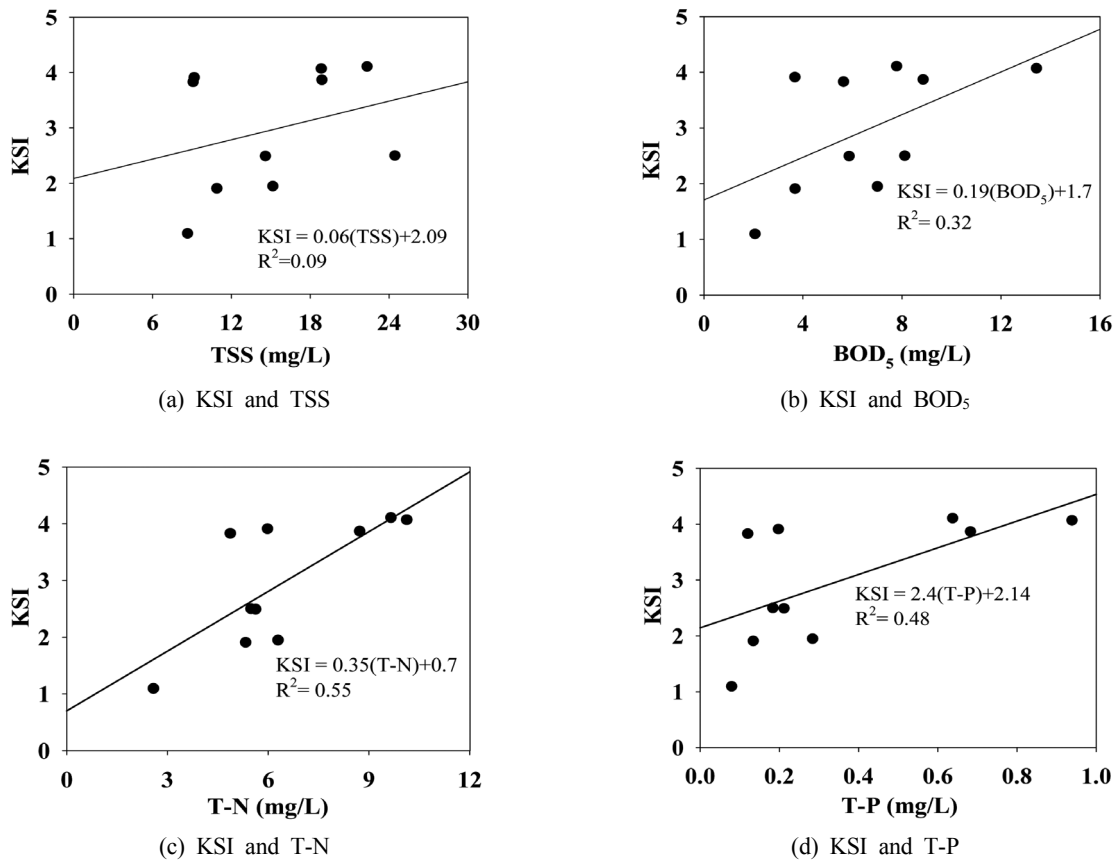 5
4
3
2
1
0
KSI
0 6 12 18 24 30
TSS (mg/L)
KSI = 0.06(TSS)+2.09
R²=0.09
(a) KSI and TSS
5
4
3
2
1
0
KSI
0 4 8 12 16
BOD₅ (mg/L)
KSI = 0.19(BOD₅)+1.7
R²= 0.32
(b) KSI and BOD₅
5
4
3
2
1
0
KSI
0 3 6 9 12
T-N (mg/L)
KSI = 0.35(T-N)+0.7
R²= 0.55
(c) KSI and T-N
5
4
3
2
1
0
KSI
0.0 0.2 0.4 0.6 0.8 1.0
T-P (mg/L)
KSI = 2.4(T-P)+2.14
R²= 0.48
(d) KSI and T-P